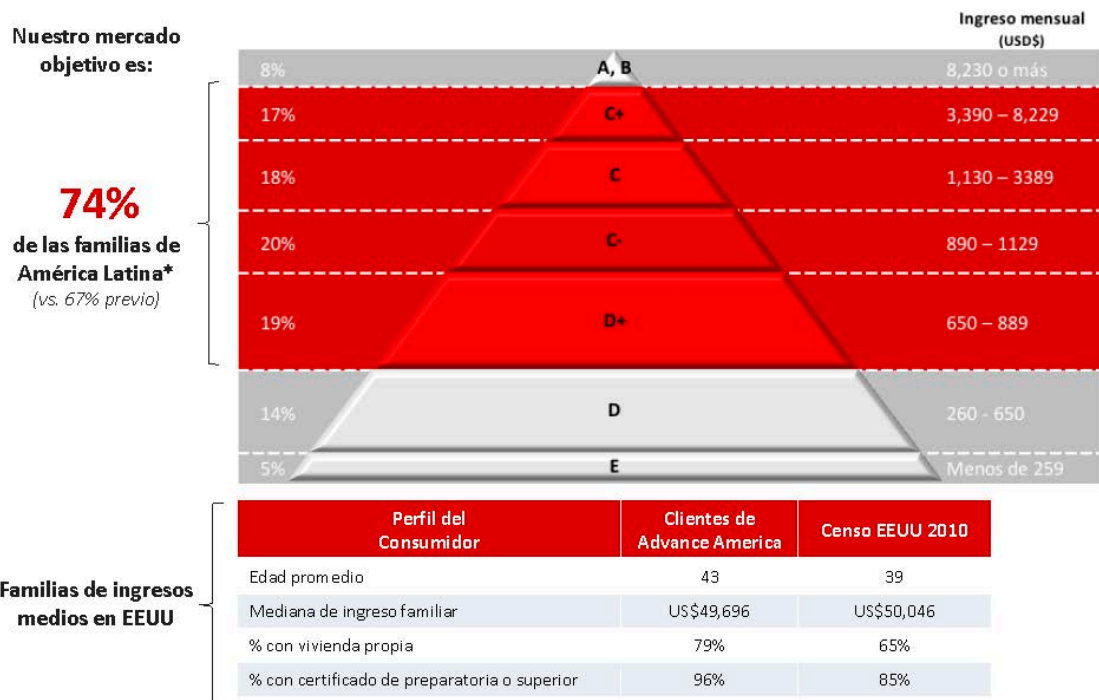 Nuestro mercado
objetivo es:
Ingreso mensual
(USD$)
8%
A, B
8,230 o más
17%
C+
3,390 – 8,229
18%
C
1,130 – 3389
74%
de las familias de
América Latina*
(vs. 67% previo)
20%
C-
890 – 1129
19%
D+
650 – 889
14%
D
260 - 650
5%
E
Menos de 259
Familias de ingresos
medios en EEUU
Perfil del
Consumidor
Clientes de
Advance America
Censo EEUU 2010
Edad promedio 43 39
Mediana de ingreso familiar US$49,696 US$50,046
% con vivienda propia 79% 65%
% con certificado de preparatoria o superior 96% 85%